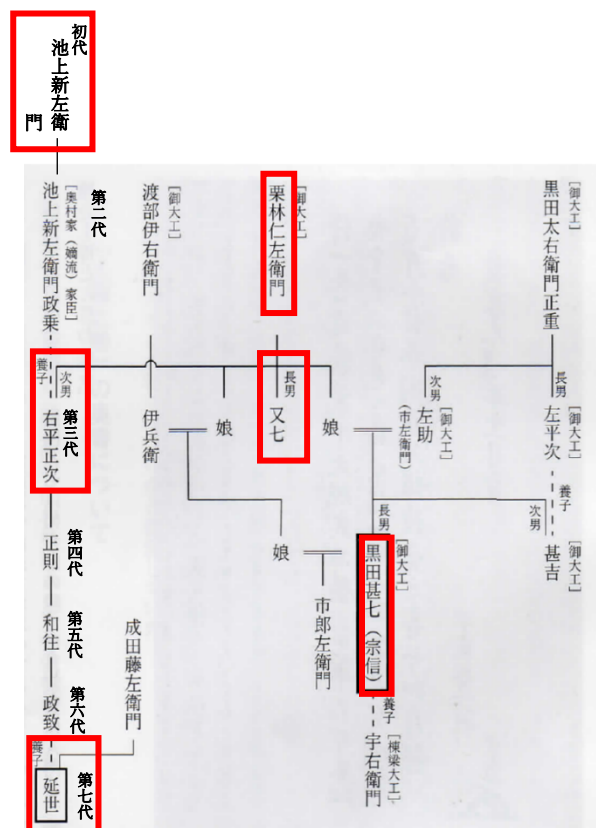 初代
池上新左衛
門
[御大工]
黒田太右衛門正重
[御大工]
栗林仁左衛門
[御大工]
渡部伊右衛門
第二代
[奥村家（嫡流）家臣]
池上新左衛門政乗
長男
[御大工]
左平次
次男
[御大工]
左助
(市左衛門)
娘
長男
又七
娘
伊兵衛
次男
養子
第三代
右平正次
養子
次男
[御大工]
甚吉
長男
[御大工]
黒田甚七（宗信）
娘
市郎左衛門
養子
[棟梁大工]
宇右衛門
第四代
正則
第五代
和往
第六代
政致
成田藤左衛門
養子
第七代
延世